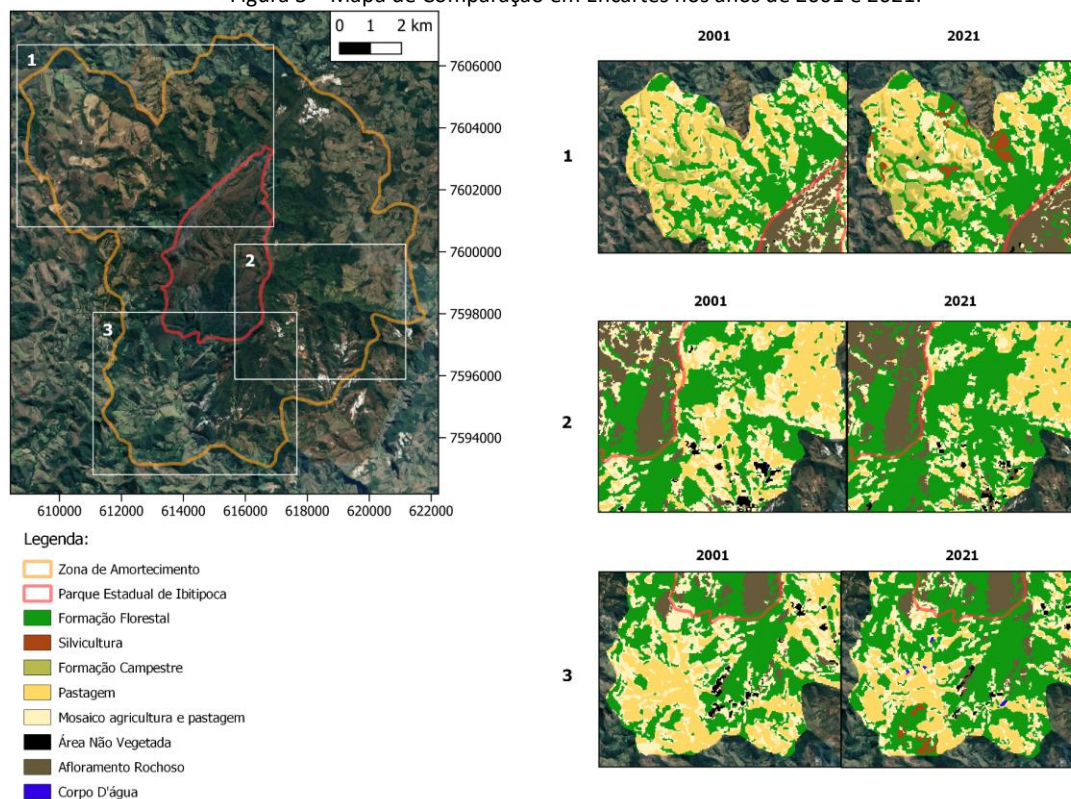 Figura 3 – Mapa de Comparação em Encartes nos anos de 2001 e 2021.
0 1 2 km
1
2
3
7606000
7604000
7602000
7600000
7598000
7596000
7594000
610000 612000 614000 616000 618000 620000 622000
Legenda:
Zona de Amortecimento
Parque Estadual de Ibitipoca
Formação Florestal
Silvicultura
Formação Campestre
Pastagem
Mosaico agricultura e pastagem
Área Não Vegetada
Afloramento Rochoso
Corpo D'água
2001 2021
1
2001 2021
2
2001 2021
3